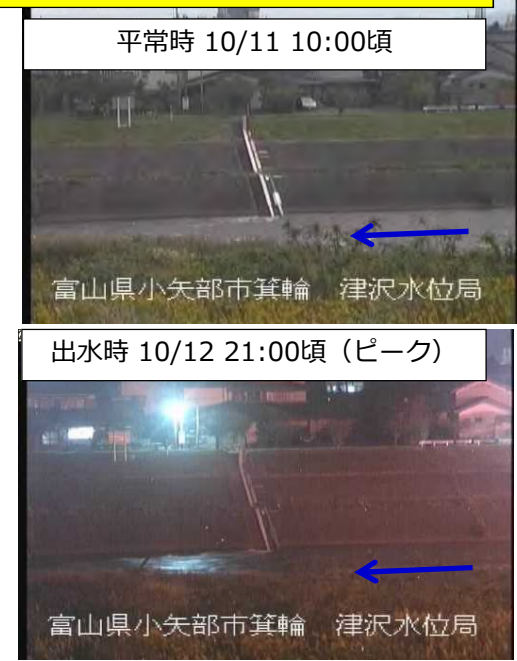 平常時 10/11 10:00頃
富山県小矢部市箕輪　津沢水位局
出水時 10/12 21:00頃（ピーク）
富山県小矢部市箕輪　津沢水位局